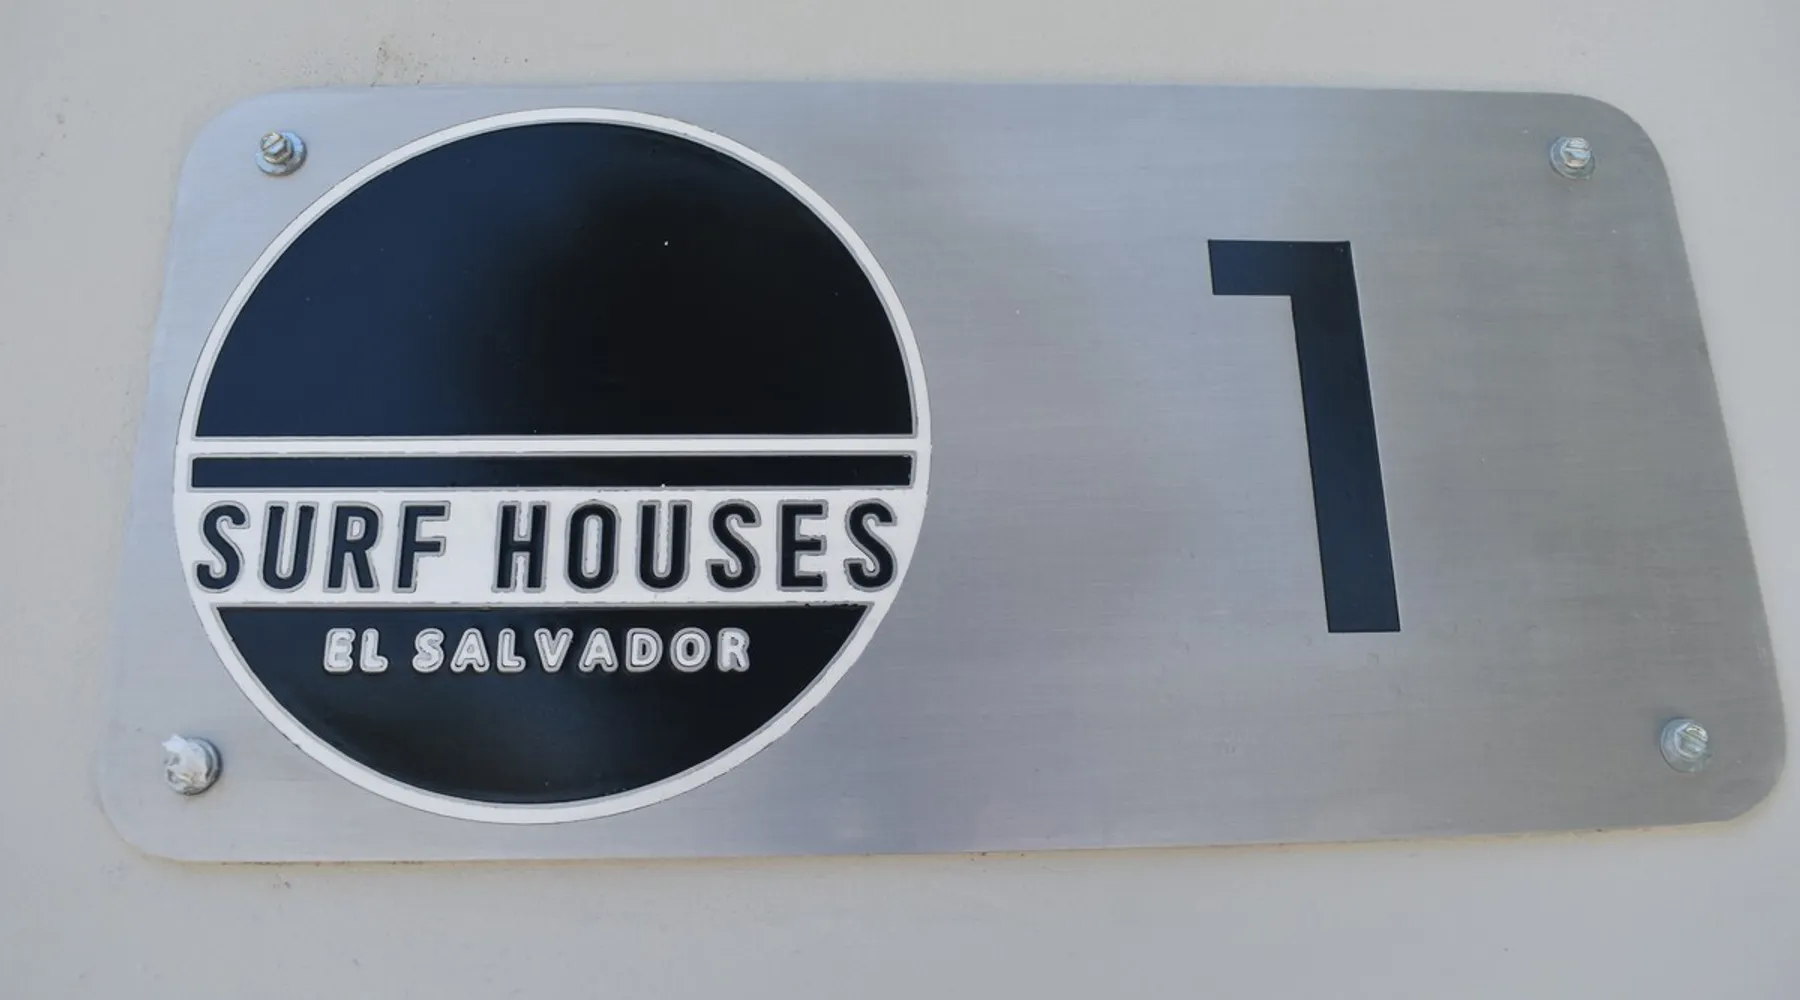 SURF HOUSES
EL SALVADOR
1